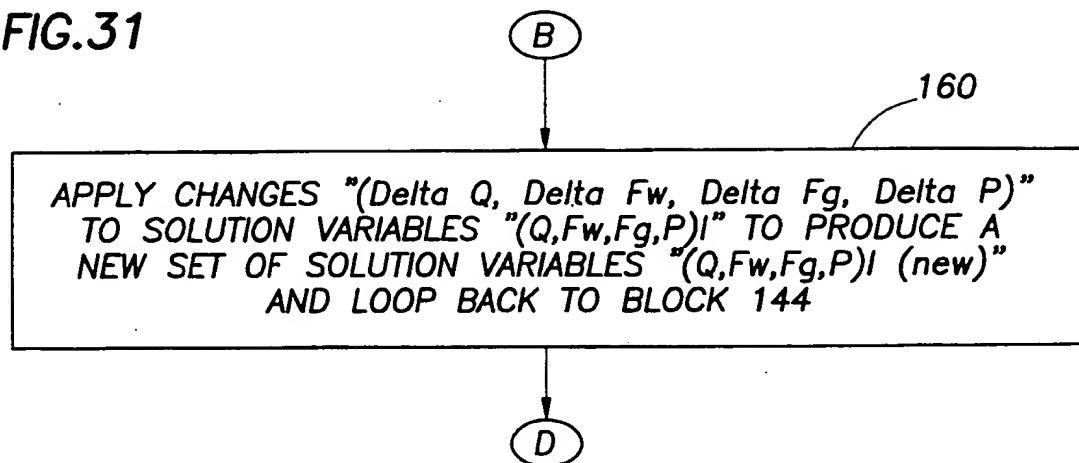 FIG.31
B
160
APPLY CHANGES "(Delta Q, Delta Fw, Delta Fg, Delta P)"
TO SOLUTION VARIABLES "(Q,Fw,Fg,P)I" TO PRODUCE A
NEW SET OF SOLUTION VARIABLES "(Q,Fw,Fg,P)I (new)"
AND LOOP BACK TO BLOCK 144
D